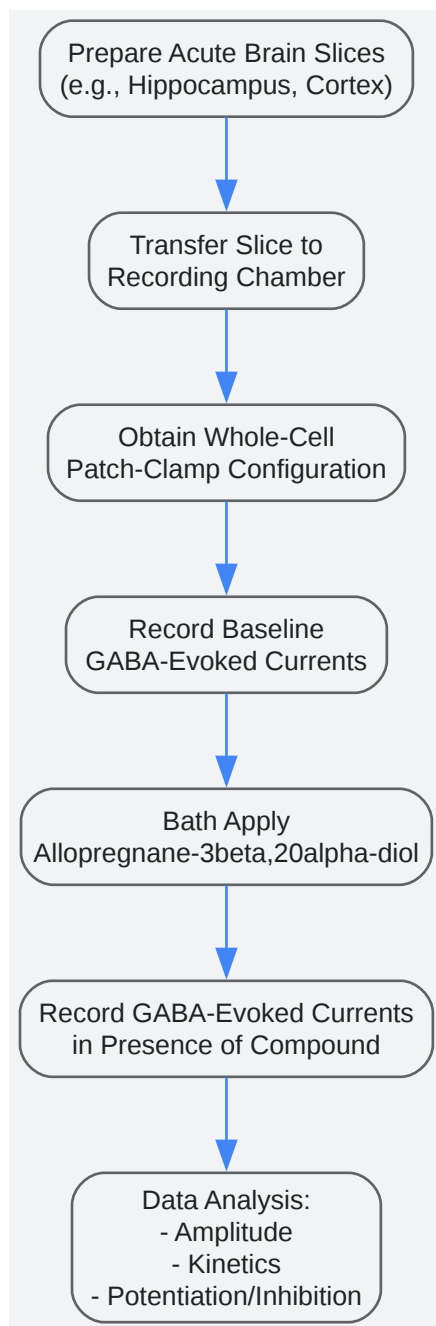 Prepare Acute Brain Slices
(e.g., Hippocampus, Cortex)
Transfer Slice to
Recording Chamber
Obtain Whole-Cell
Patch-Clamp Configuration
Record Baseline
GABA-Evoked Currents
Bath Apply
Allopregnane-3beta,20alpha-diol
Record GABA-Evoked Currents
in Presence of Compound
Data Analysis:
- Amplitude
- Kinetics
- Potentiation/Inhibition